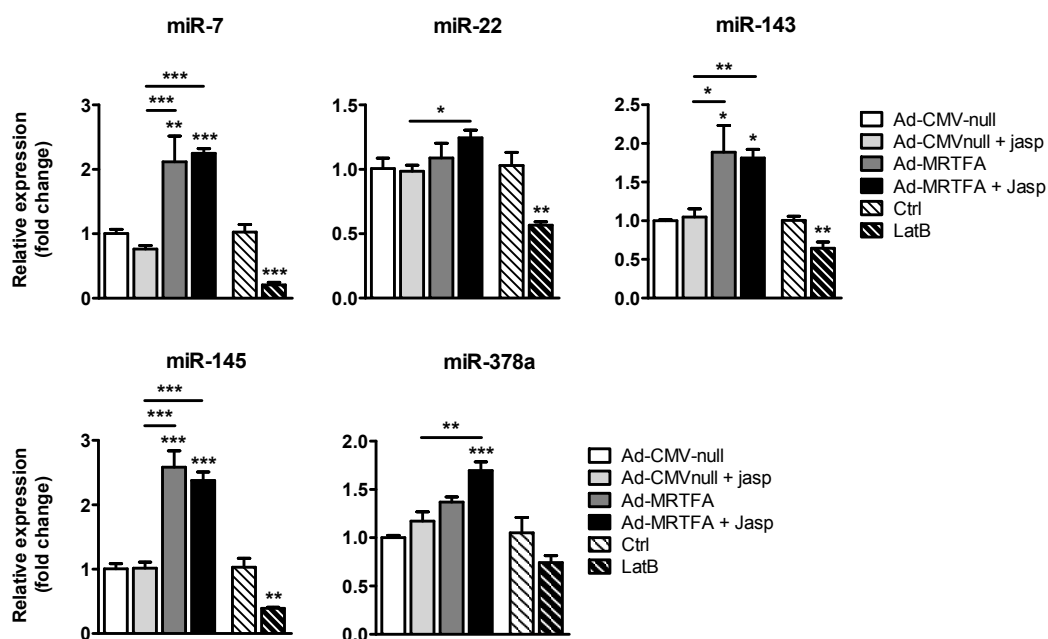 miR-7
miR-22
miR-143
Relative expression
(fold change)
3
2
1
0
***
***
**
***
***
1.5
1.0
0.5
0.0
*
**
2.5
2.0
1.5
1.0
0.5
0.0
**
*
*
*
**
Ad-CMV-null
Ad-CMVnull + jasp
Ad-MRTFA
Ad-MRTFA + Jasp
Ctrl
LatB
miR-145
miR-378a
Relative expression
(fold change)
3
2
1
0
***
***
***
***
**
2.0
1.5
1.0
0.5
0.0
**
***
Ad-CMV-null
Ad-CMVnull + jasp
Ad-MRTFA
Ad-MRTFA + Jasp
Ctrl
LatB